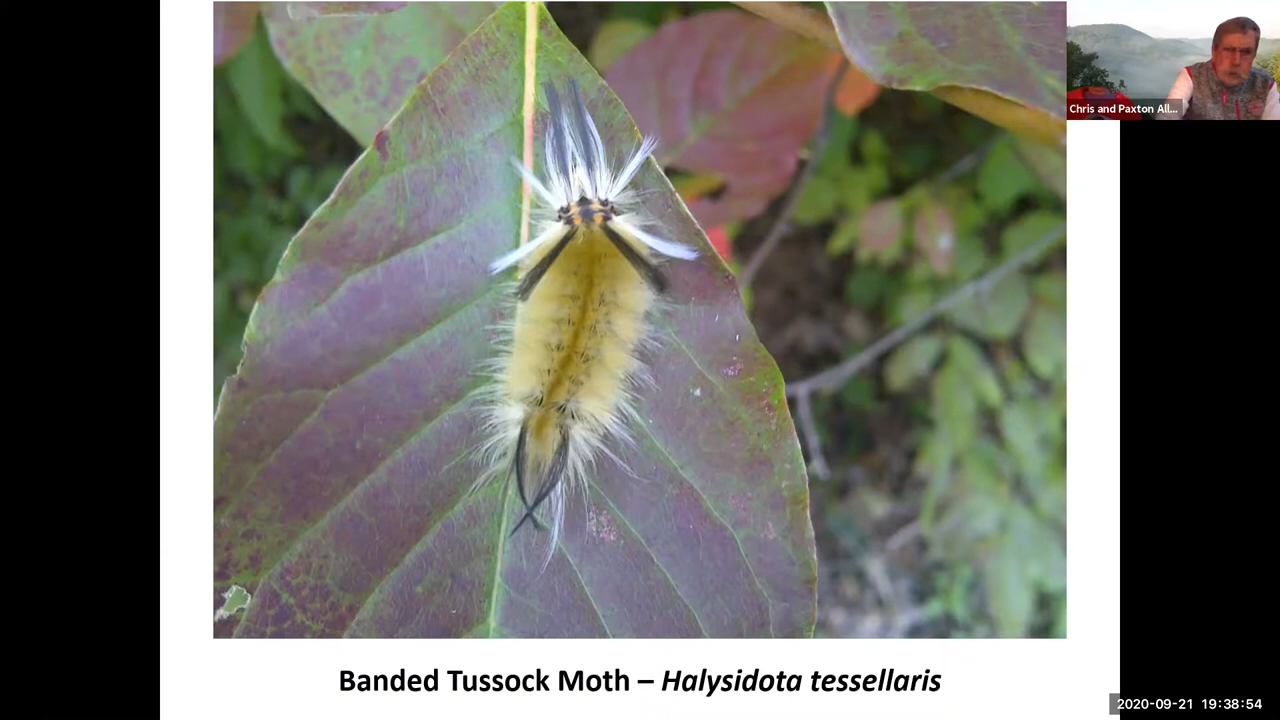 Chris and Paxton All...
Banded Tussock Moth – Halysidota tessellaris
2020-09-21 19:38:54